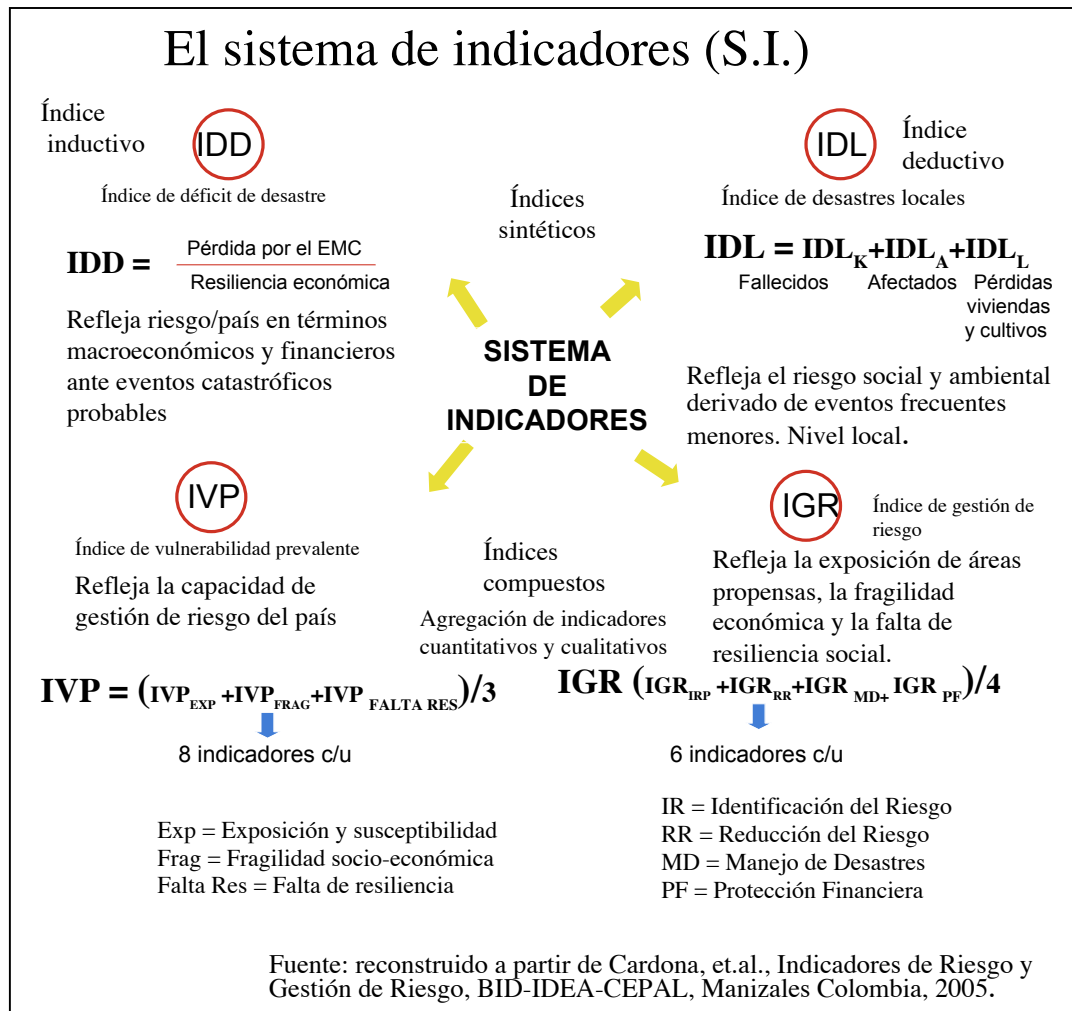 El sistema de indicadores (S.I.)
Índice
inductivo
IDD
Índice de déficit de desastre
IDD = Pérdida por el EMC
Resiliencia económica
Refleja riesgo/país en términos
macroeconómicos y financieros
ante eventos catastróficos
probables
Índices
sintéticos
IDL
Índice
deductivo
Índice de desastres locales
IDL = IDL_K+IDL_A+IDL_L
Fallecidos Afectados Pérdidas
viviendas
y cultivos
Refleja el riesgo social y ambiental
derivado de eventos frecuentes
menores. Nivel local.
SISTEMA
DE
INDICADORES
IVP
Índice de vulnerabilidad prevalente
Refleja la capacidad de
gestión de riesgo del país
Índices
compuestos
Agregación de indicadores
cuantitativos y cualitativos
IGR
Índice de gestión de
riesgo
Refleja la exposición de áreas
propensas, la fragilidad
económica y la falta de
resiliencia social.
IVP = (IVP_EXP +IVP_FRAG+IVP FALTA RES)/3
8 indicadores c/u
IGR (IGR_IRP +IGR_RR+IGR MD+ IGR PF)/4
6 indicadores c/u
Exp = Exposición y susceptibilidad
Frag = Fragilidad socio-económica
Falta Res = Falta de resiliencia
IR = Identificación del Riesgo
RR = Reducción del Riesgo
MD = Manejo de Desastres
PF = Protección Financiera
Fuente: reconstruido a partir de Cardona, et.al., Indicadores de Riesgo y
Gestión de Riesgo, BID-IDEA-CEPAL, Manizales Colombia, 2005.